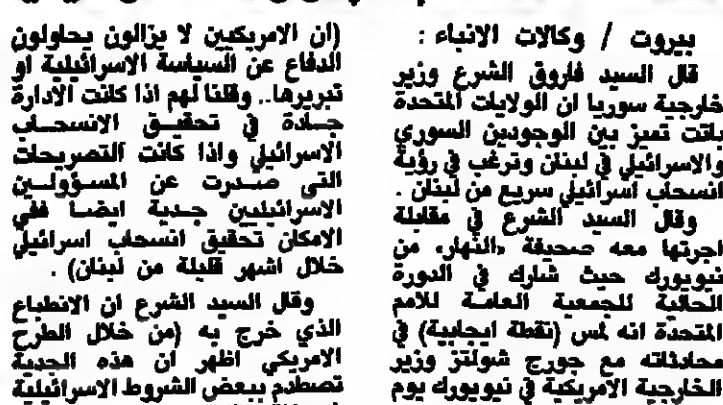 بيروت / وكالات الانباء :
قال السيد فاروق الشرع وزير
خارجية سوريا ان الولايات المتحدة
باتت تميز بين الوجودين السوري
والاسرائيلي في لبنان وترغب في رؤية
انسحاب اسرائيلي سريع من لبنان .
وقال السيد الشرع في مقابلة
اجرتها معه صحيفة «النهار» من
نيويورك حيث شارك في الدورة
الحالية للجمعية العامة للامم
المتحدة انه لمس (نقطة ايجابية) في
محادثاته مع جورج شولتز وزير
الخارجية الامريكية في نيويورك يوم
(ان الامريكيين لا يزالون يحاولون
الدفاع عن السياسة الاسرائيلية او
تبريرها.. وقلنا لهم اذا كانت الادارة
جادة في تحقيق الانسحاب
الاسرائيلي واذا كانت التصريحات
التي صدرت عن المسؤولين
الاسرائيليين جدية ايضا ففي
الامكان تحقيق انسحاب اسرائيلي
خلال اشهر قليلة من لبنان) .
وقال السيد الشرع ان الانطباع
الذي خرج به (من خلال الطرح
الامريكي اظهر ان هذه الجدية
تصطدم ببعض الشروط الاسرائيلية